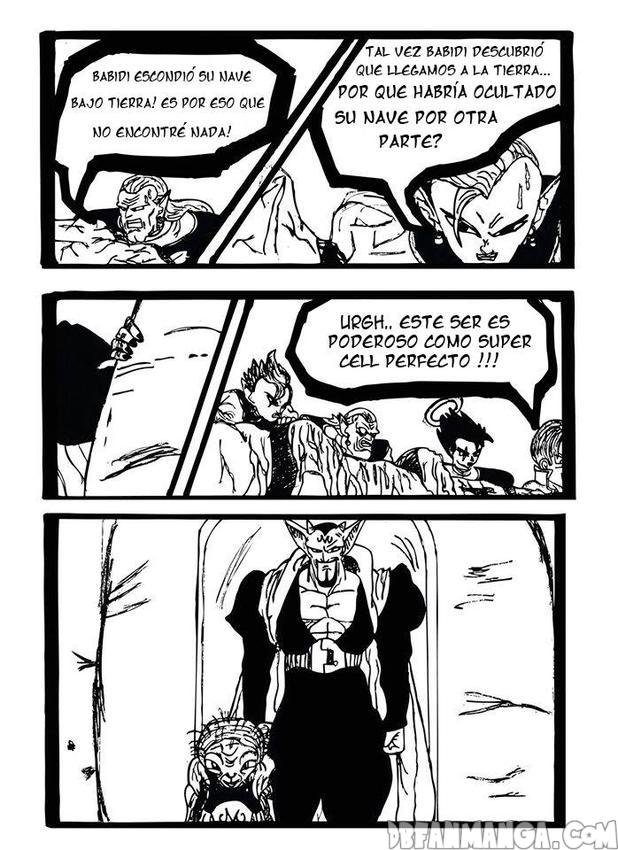 BABIDI ESCONDIÓ SU NAVE
BAJO TIERRA! ES POR ESO QUE
NO ENCONTRÉ NADA!
TAL VEZ BABIDI DESCUBRIÓ
QUE LLEGAMOS A LA TIERRA...
POR QUE HABRÍA OCULTADO
SU NAVE POR OTRA
PARTE?
URGH.. ESTE SER ES
PODEROSO COMO SUPER
CELL PERFECTO !!!
M
M
DBFANMANGA.COM